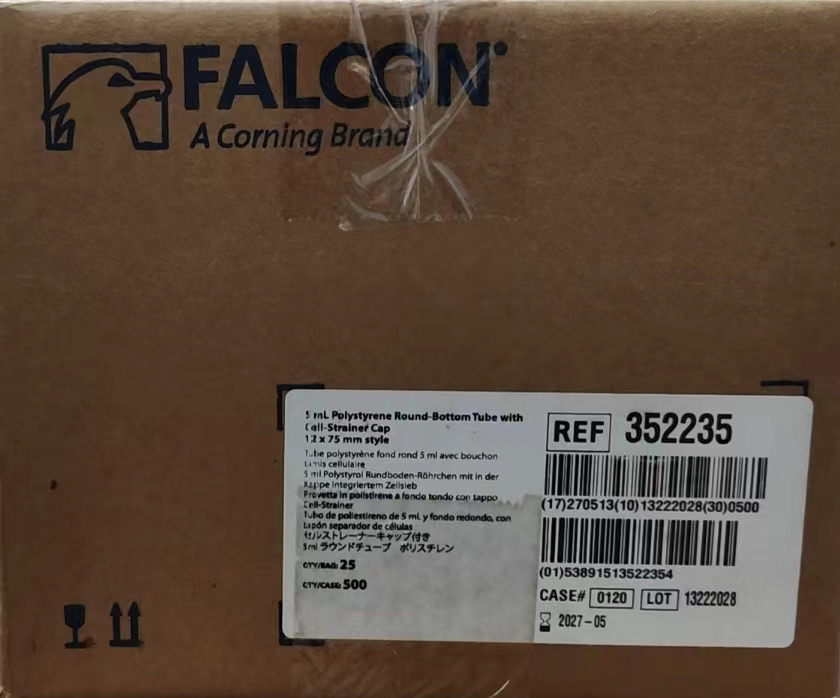 FALCON
A Corning Brand
5 mL Polystyrene Round-Bottom Tube with
Cell-Strainer Cap
12 x 75 mm style
Tube polystyrène fond rond 5 ml avec bouchon
tamis cellulaire
5 ml Polystyrol Rundboden-Röhrchen mit in der
Kappe Integriertem Zellsieb
Provetta in polistirene a fondo tondo con tappo
Cell-Strainer
Tubo de poliestireno de 5 mL y fondo redondo, con
tapón separador de células
セルストレーナーキャップ付き
5ml ラウンドチューブ ポリスチレン
QTY/BAG: 25
QTY/CASE: 500
REF 352235
(17)270513(10)13222028(30)0500
(01)53891513522354
CASE# 0120 LOT 13222028
2027-05